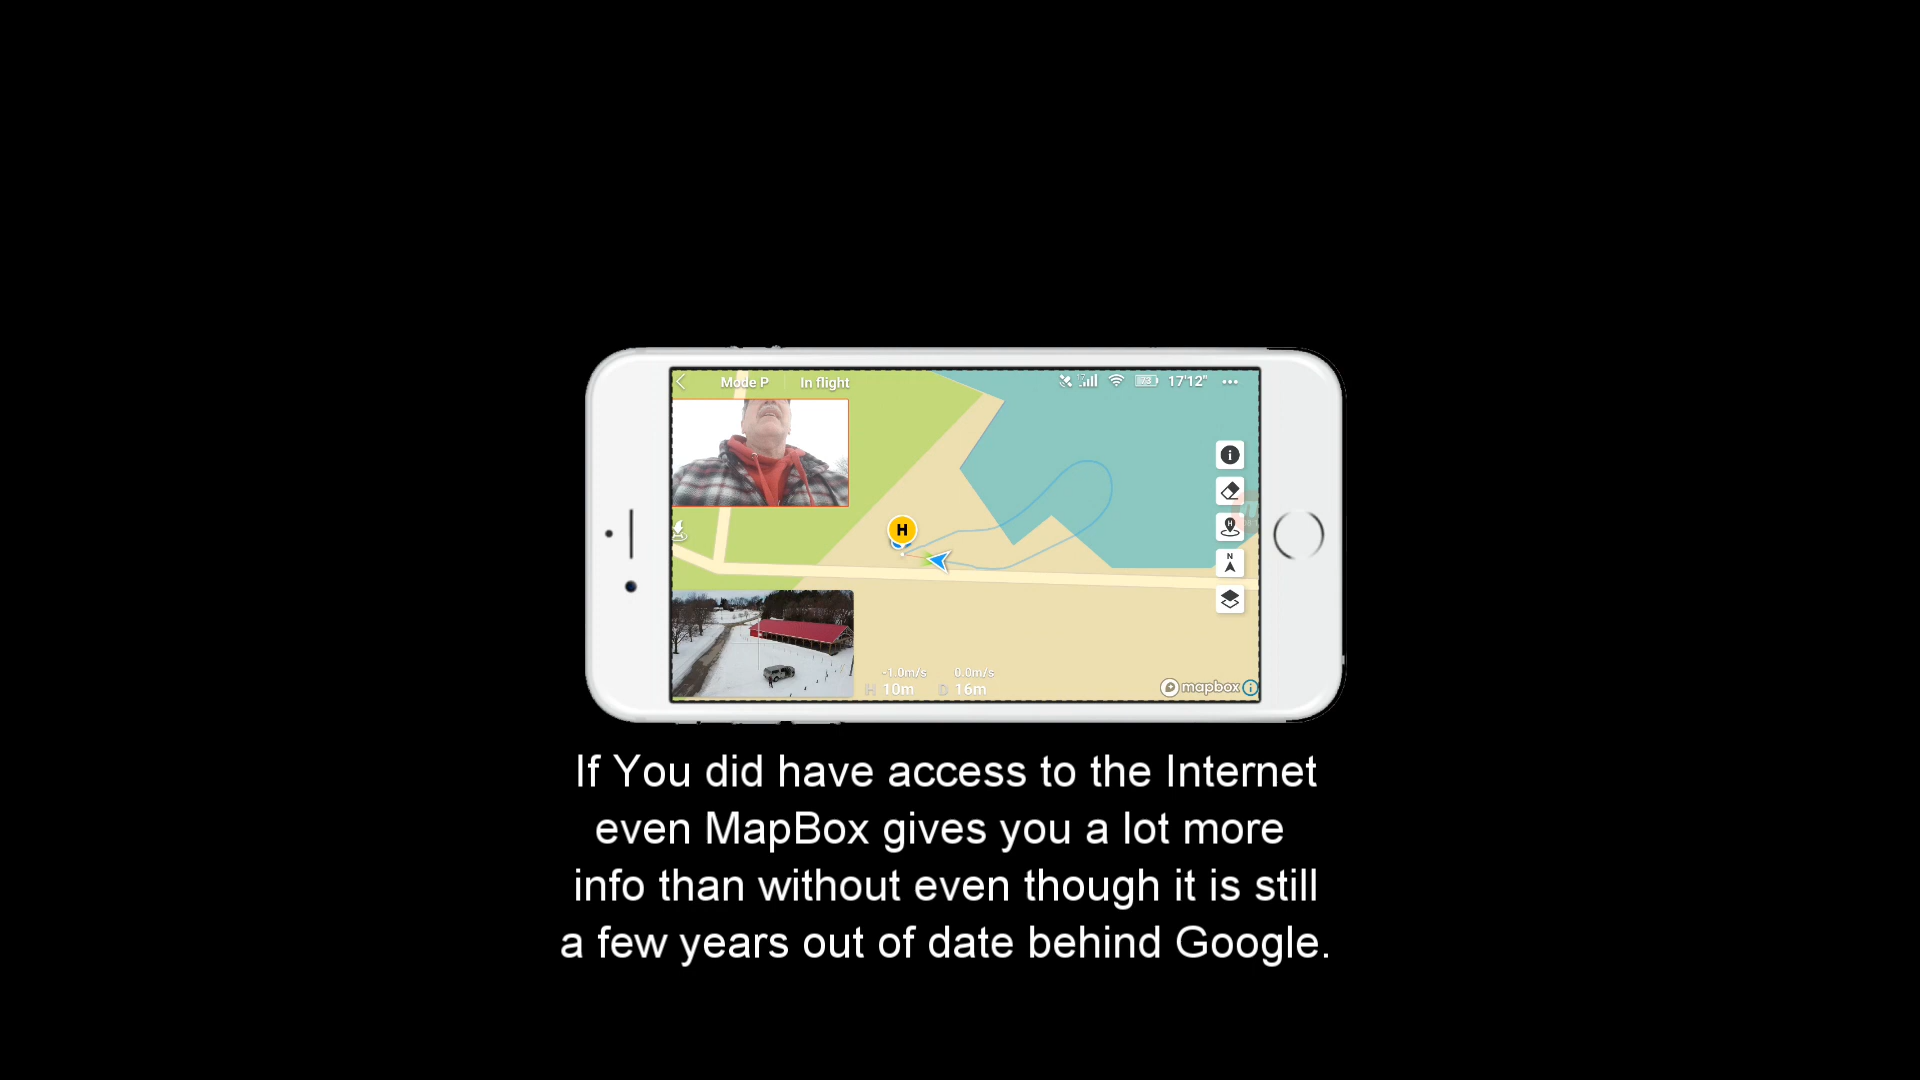 Mode P In flight 17'12"
H
N
-1.0m/s 0.0m/s
H 10m D 16m
mapbox
If You did have access to the Internet
even MapBox gives you a lot more
info than without even though it is still
a few years out of date behind Google.